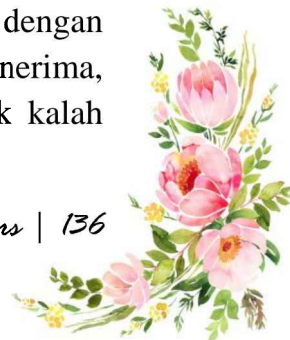 dengan
nerima,
k kalah
rs | 136